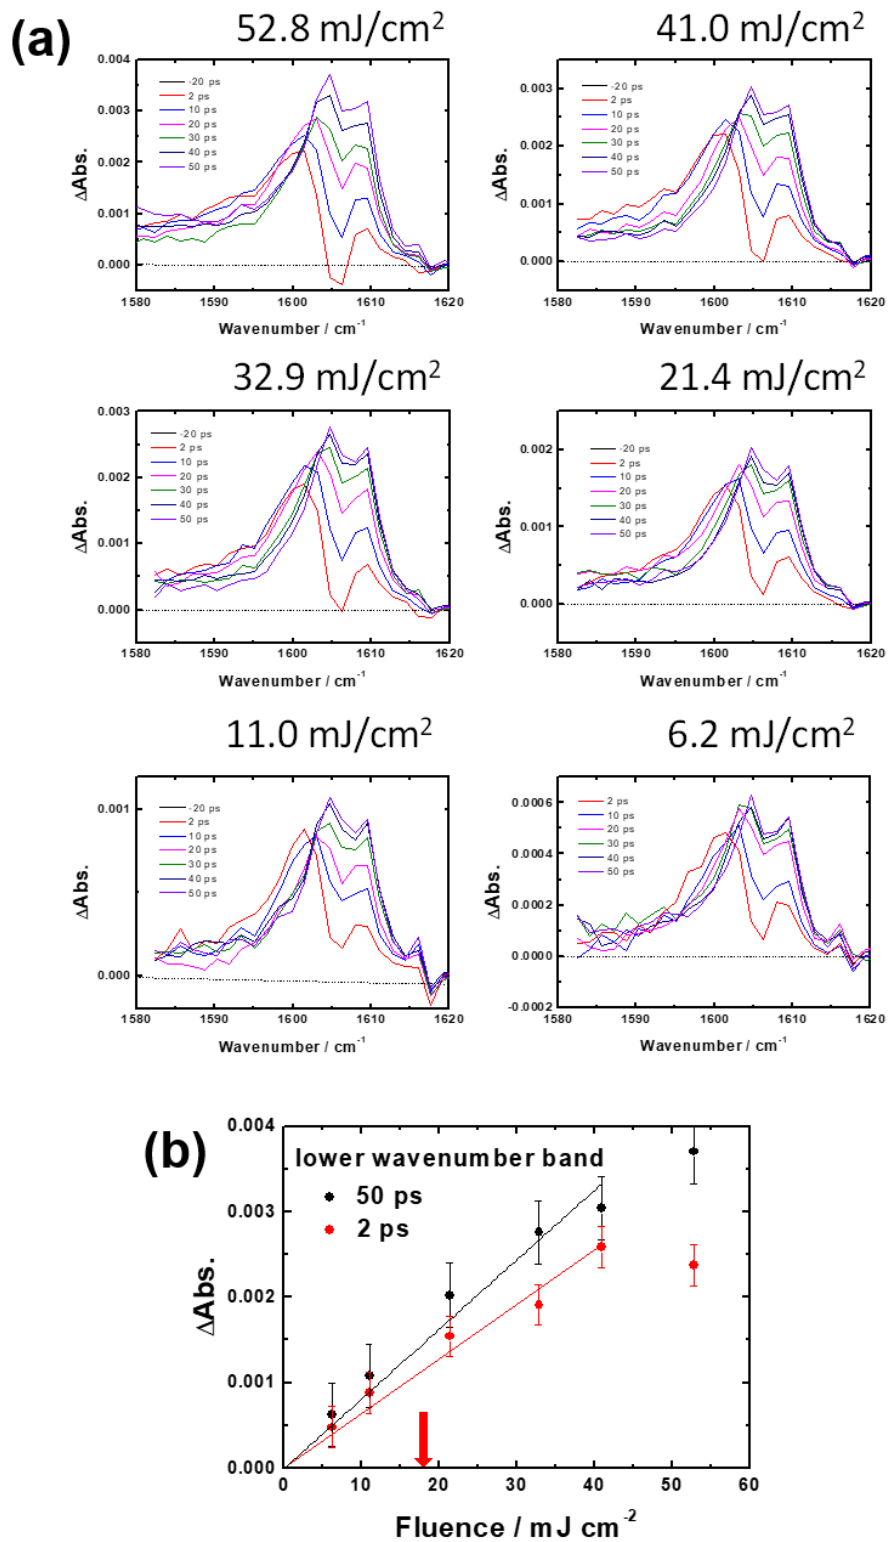 (a)
52.8 mJ/cm²
0.004
0.003
0.002
0.001
0.000
ΔAbs.
-20 ps
2 ps
10 ps
20 ps
30 ps
40 ps
50 ps
1580 1590 1600 1610 1620
Wavenumber / cm⁻¹
41.0 mJ/cm²
0.003
0.002
0.001
0.000
ΔAbs.
-20 ps
2 ps
10 ps
20 ps
30 ps
40 ps
50 ps
1580 1590 1600 1610 1620
Wavenumber / cm⁻¹
32.9 mJ/cm²
0.003
0.002
0.001
0.000
ΔAbs.
-20 ps
2 ps
10 ps
20 ps
30 ps
40 ps
50 ps
1580 1590 1600 1610 1620
Wavenumber / cm⁻¹
21.4 mJ/cm²
0.002
0.001
0.000
ΔAbs.
-20 ps
2 ps
10 ps
20 ps
30 ps
40 ps
50 ps
1580 1590 1600 1610 1620
Wavenumber / cm⁻¹
11.0 mJ/cm²
0.001
0.000
ΔAbs.
-20 ps
2 ps
10 ps
20 ps
30 ps
40 ps
50 ps
1580 1590 1600 1610 1620
Wavenumber / cm⁻¹
6.2 mJ/cm²
0.0006
0.0004
0.0002
0.0000
-0.0002
ΔAbs.
2 ps
10 ps
20 ps
30 ps
40 ps
50 ps
1580 1590 1600 1610 1620
Wavenumber / cm⁻¹
(b)
0.004
0.003
0.002
0.001
0.000
ΔAbs.
lower wavenumber band
50 ps
2 ps
0 10 20 30 40 50 60
Fluence / mJ cm⁻²